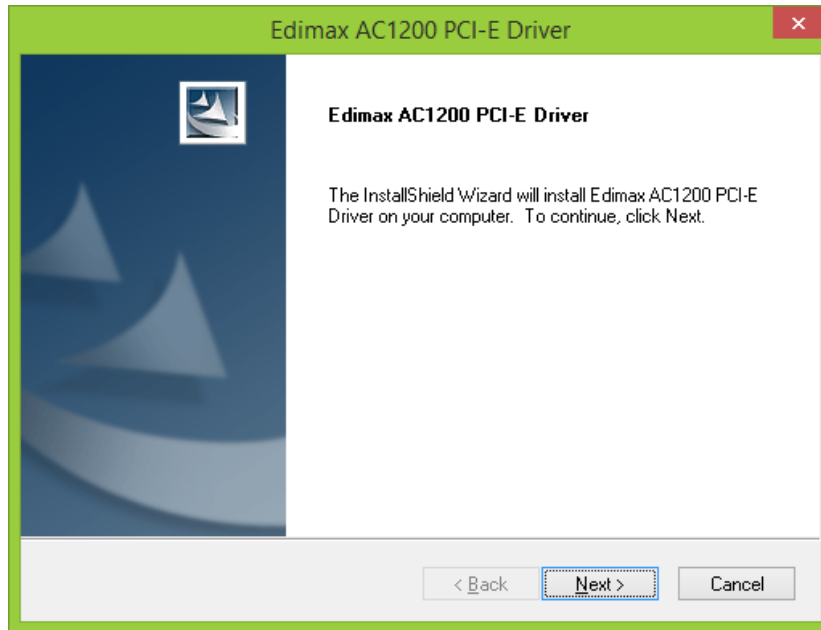 Edimax AC1200 PCI-E Driver
Edimax AC1200 PCI-E Driver
The InstallShield Wizard will install Edimax AC1200 PCI-E
Driver on your computer.  To continue, click Next.
< Back
Next >
Cancel